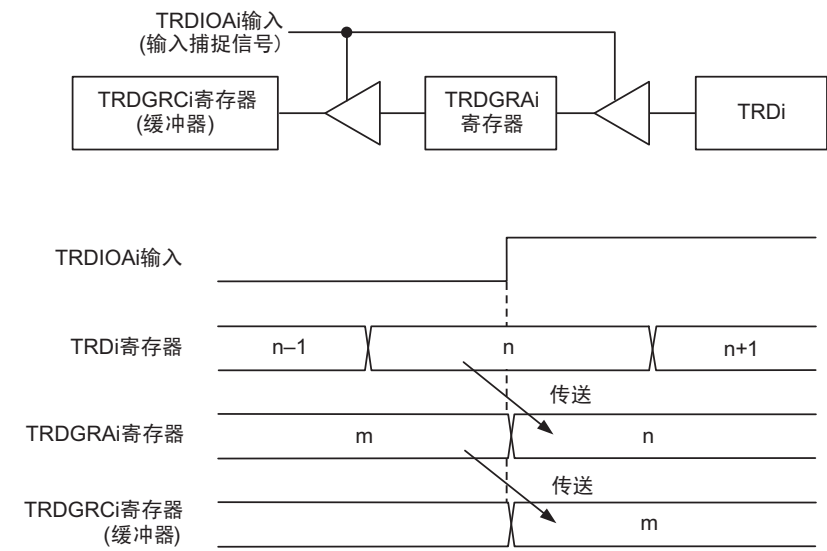 TRDIOAi输入
(输入捕捉信号)
TRDGRCi寄存器
(缓冲器)
TRDGRAi
寄存器
TRDi
TRDIOAi输入
TRDi寄存器
n–1
n
n+1
传送
TRDGRAi寄存器
m
n
传送
TRDGRCi寄存器
(缓冲器)
m